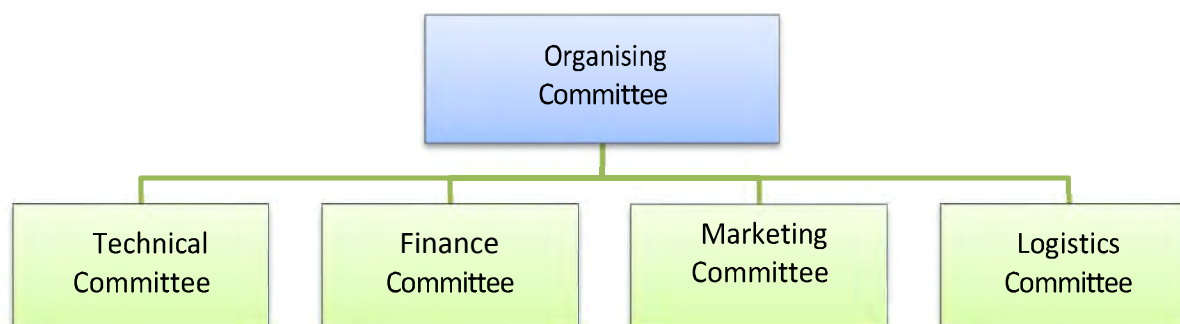 Organising
Committee
Technical
Committee
Finance
Committee
Marketing
Committee
Logistics
Committee